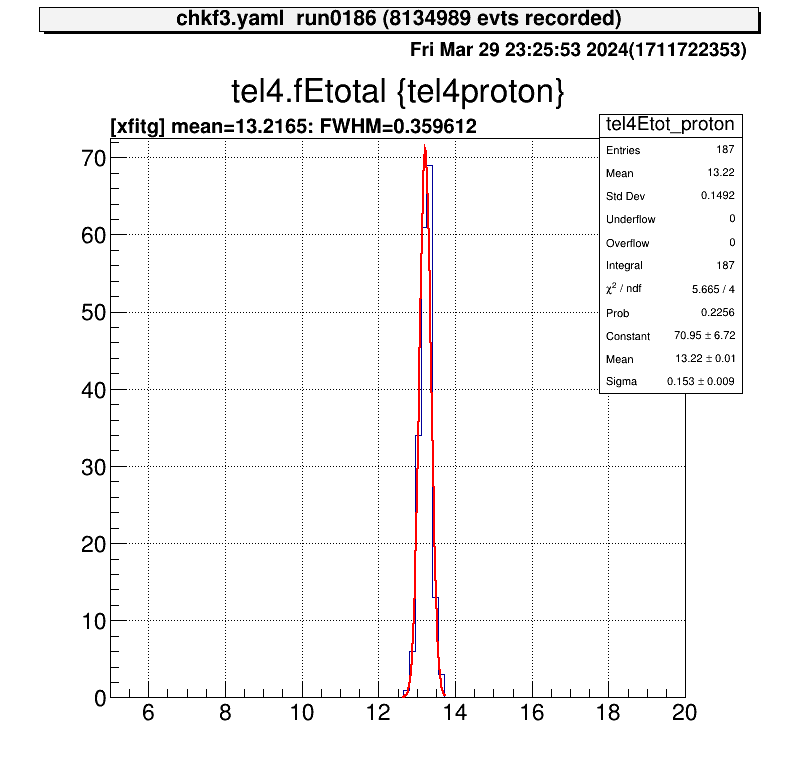 chkf3.yaml run0186 (8134989 evts recorded)
Fri Mar 29 23:25:53 2024(1711722353)
tel4.fEtotal {tel4proton}
[xfitg] mean=13.2165: FWHM=0.359612
tel4Etot_proton
Entries 187
Mean 13.22
Std Dev 0.1492
Underflow 0
Overflow 0
Integral 187
χ² / ndf 5.665 / 4
Prob 0.2256
Constant 70.95 ± 6.72
Mean 13.22 ± 0.01
Sigma 0.153 ± 0.009
70
60
50
40
30
20
10
0
6 8 10 12 14 16 18 20